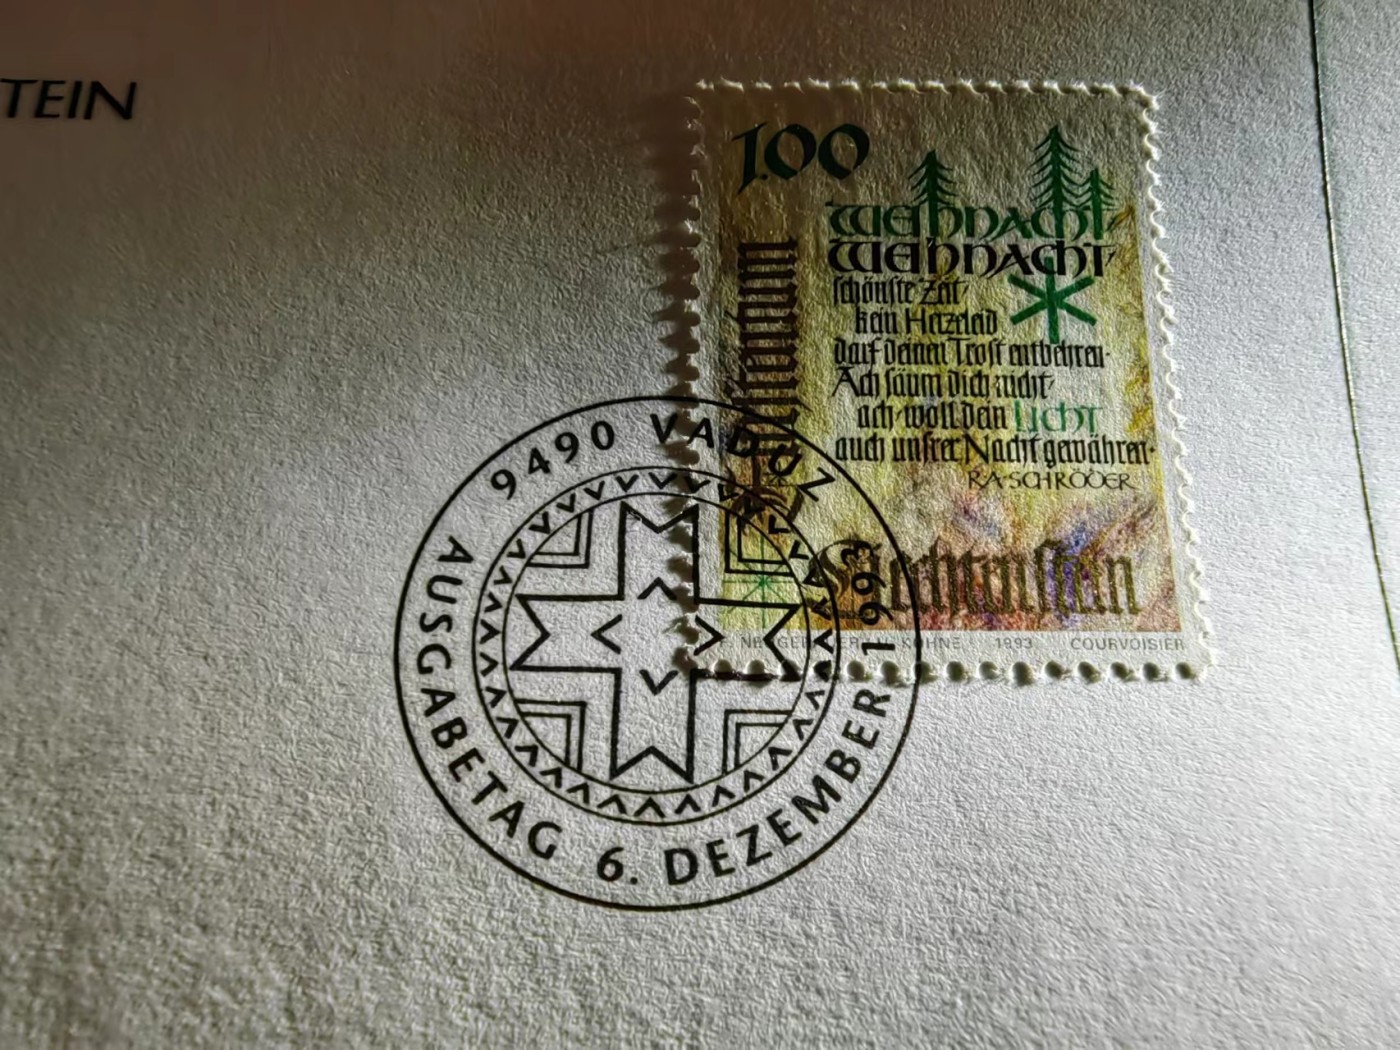 TEIN
1.00
Weihnacht
Weihnacht
schönste Zeit
kein Herzeleid
darf deinen Trost entbehren.
Ach säum dich nicht
ach woll dein Licht
auch unsrer Nacht gewähren.
R.A. SCHRÖDER
Liechtenstein
KÜHNE 1993 COURVOISIER
9490 VADUZ
AUSGABETAG 6. DEZEMBER 1993